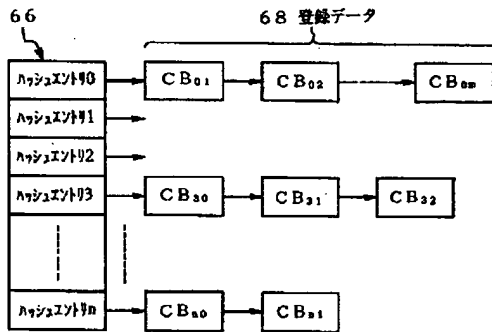 66
68 登録データ
ハッシュエントリ0 CB₀₁ CB₀₂ CB₀ₘ
ハッシュエントリ1
ハッシュエントリ2
ハッシュエントリ3 CB₃₀ CB₃₁ CB₃₂
ハッシュエントリn CBₙ₀ CBₙ₁